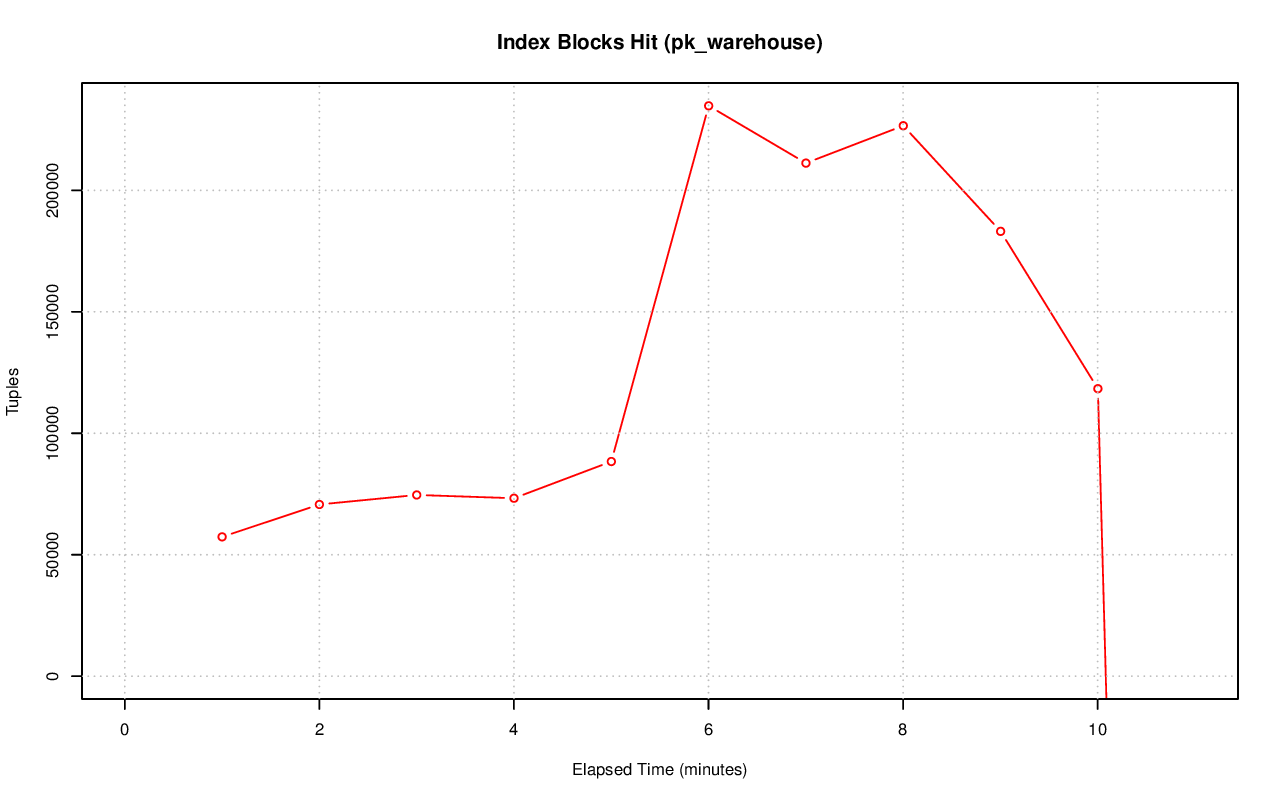 Index Blocks Hit (pk_warehouse)
Tuples
200000
150000
100000
50000
0
0 2 4 6 8 10
Elapsed Time (minutes)